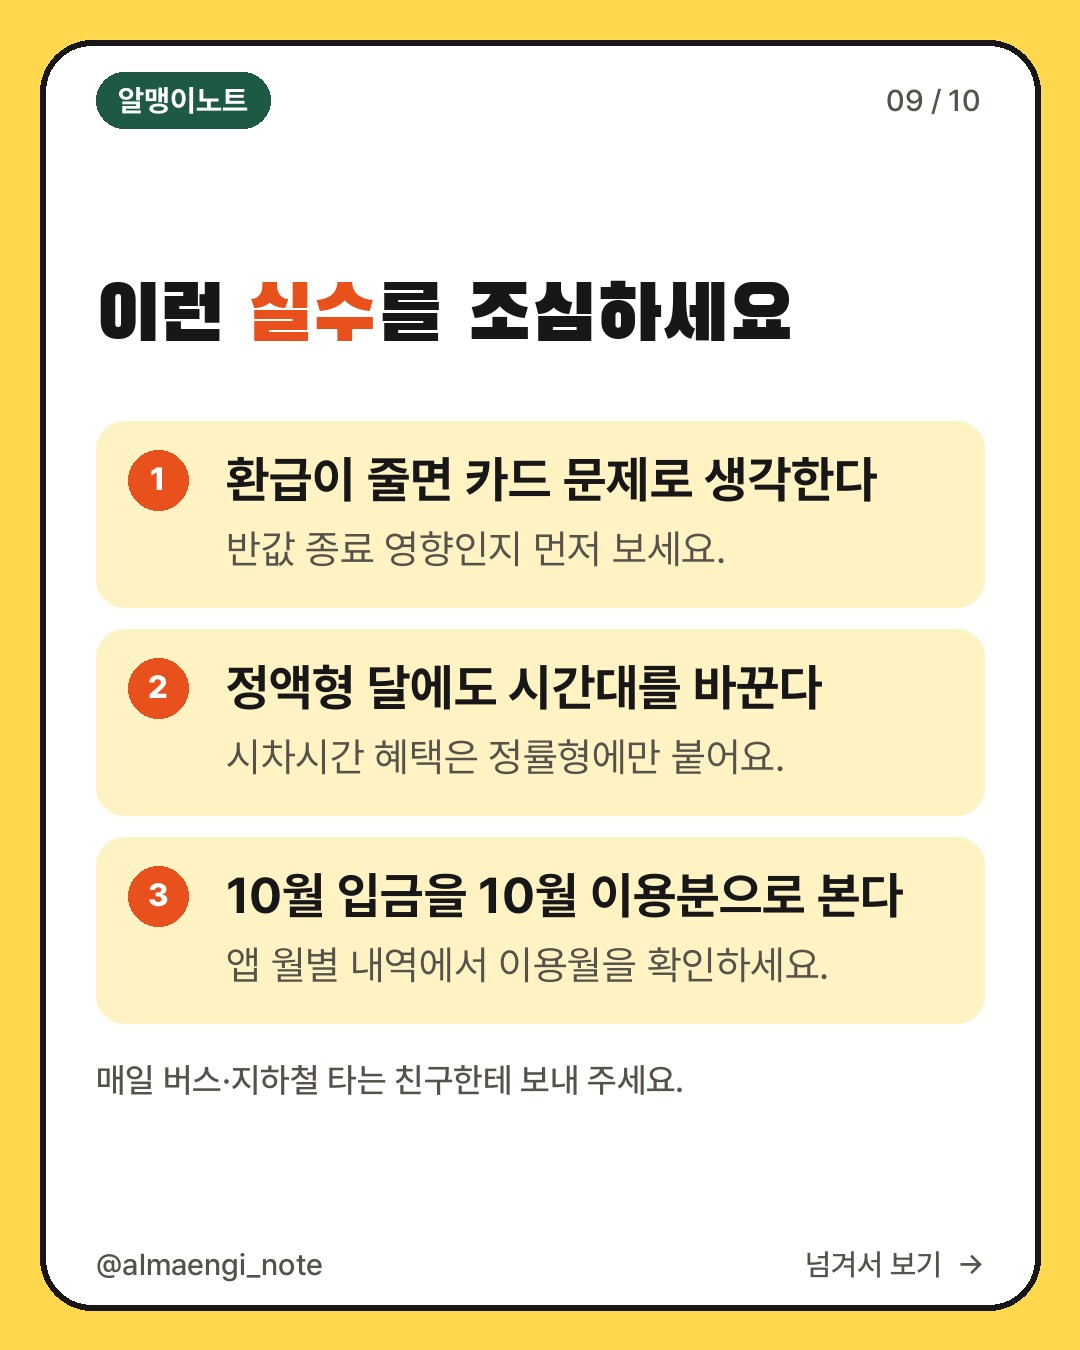 알맹이노트
09 / 10
이런 실수를 조심하세요
1 환급이 줄면 카드 문제로 생각한다
반값 종료 영향인지 먼저 보세요.
2 정액형 달에도 시간대를 바꾼다
시차시간 혜택은 정률형에만 붙어요.
3 10월 입금을 10월 이용분으로 본다
앱 월별 내역에서 이용월을 확인하세요.
매일 버스·지하철 타는 친구한테 보내 주세요.
@almaengi_note
넘겨서 보기 →